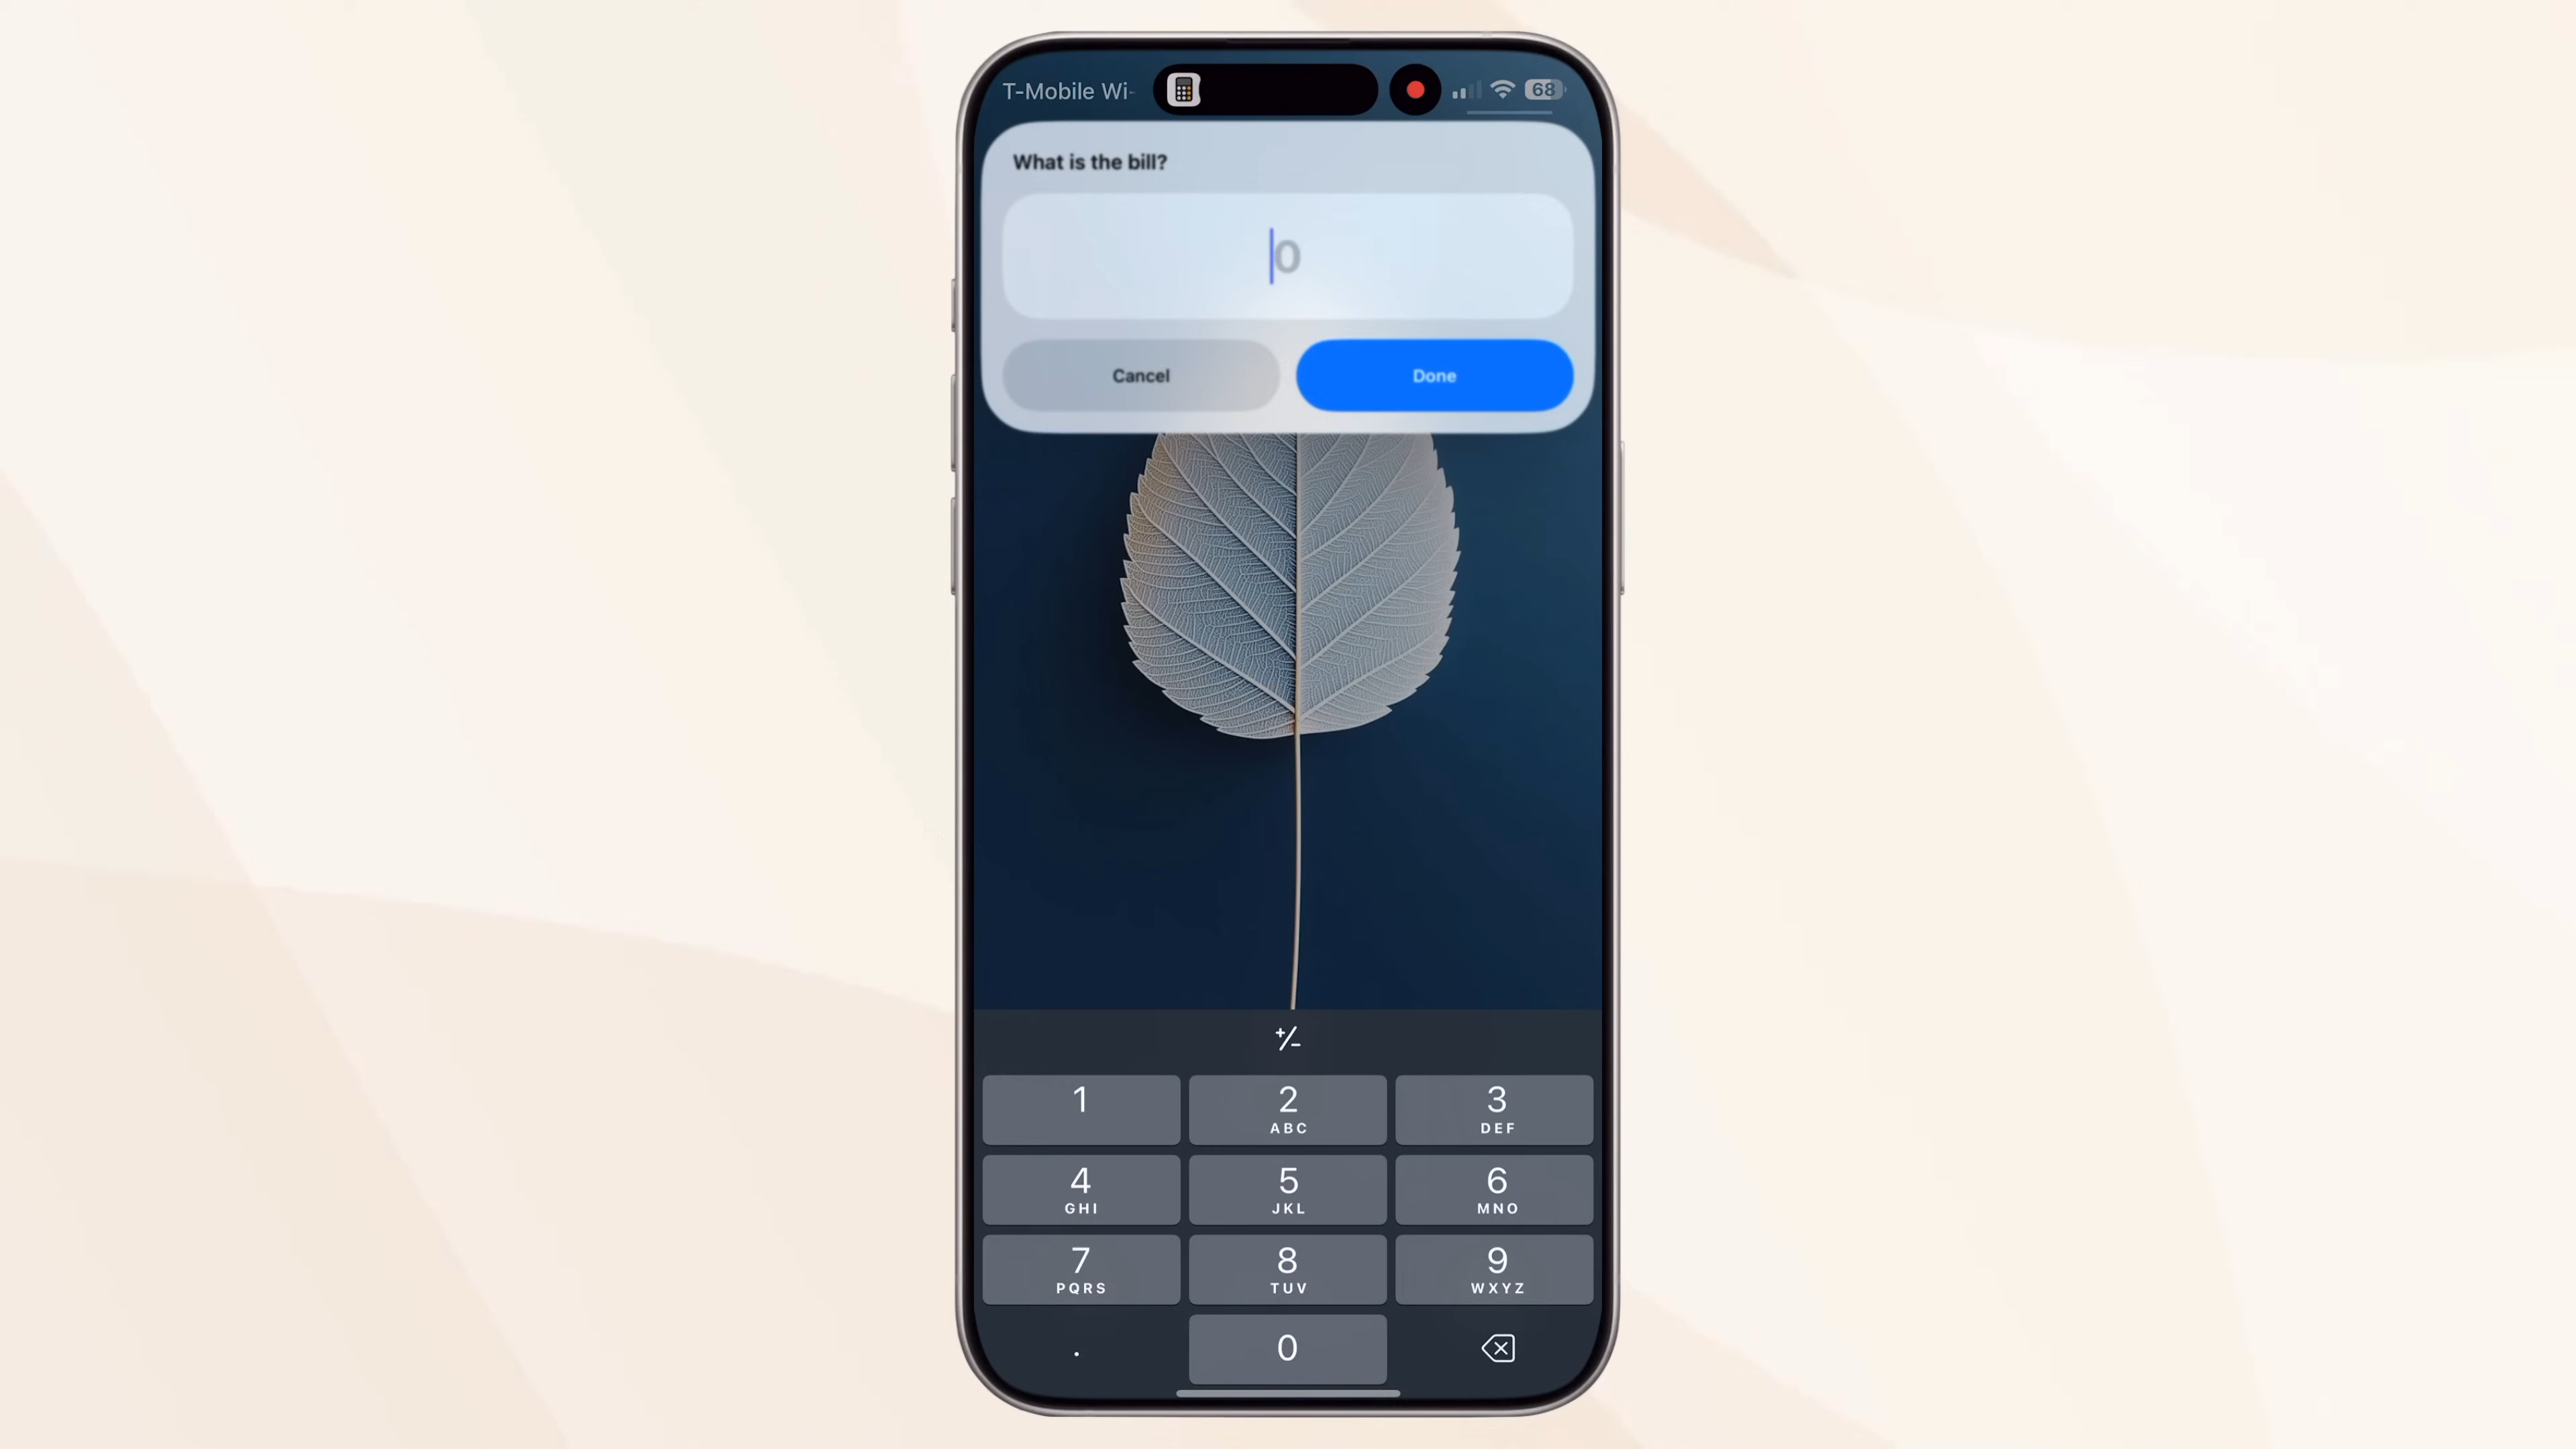 T-Mobile Wi-
68
What is the bill?
0
Cancel
Done
+/-
1
2
ABC
3
DEF
4
GHI
5
JKL
6
MNO
7
PQRS
8
TUV
9
WXYZ
.
0